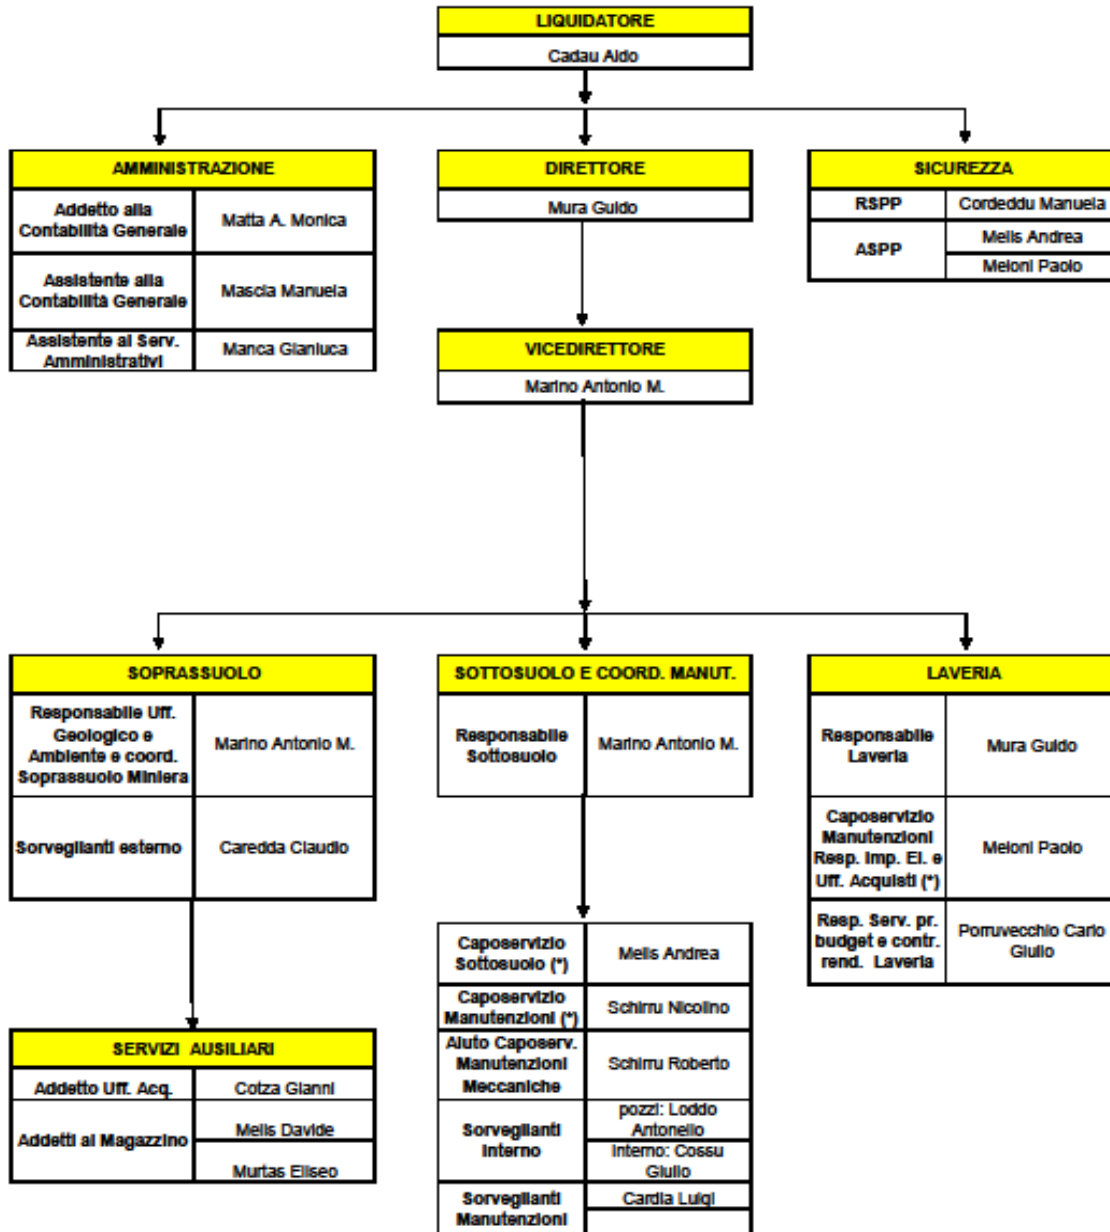 LIQUIDATORE
Cadau Aldo
AMMINISTRAZIONE
Addetto alla
Contabilità Generale
Matta A. Monica
Assistente alla
Contabilità Generale
Mascia Manuela
Assistente ai Serv.
Amministrativi
Manca Gianluca
DIRETTORE
Mura Guido
SICUREZZA
RSPP
Cordeddu Manuela
ASPP
Melis Andrea
Meloni Paolo
VICEDIRETTORE
Marino Antonio M.
SOPRASSUOLO
Responsabile Uff.
Geologico e
Ambiente e coord.
Soprassuolo Miniera
Marino Antonio M.
Sorveglianti esterno
Caredda Claudio
SERVIZI AUSILIARI
Addetto Uff. Acq.
Cotza Gianni
Addetti al Magazzino
Melis Davide
Murtas Eliseo
SOTTOSUOLO E COORD. MANUT.
Responsabile
Sottosuolo
Marino Antonio M.
Caposervizio
Sottosuolo (*)
Melis Andrea
Caposervizio
Manutenzioni (*)
Schirru Nicolino
Aiuto Caposerv.
Manutenzioni
Meccaniche
Schirru Roberto
Sorveglianti
Interno
pozzi: Loddo
Antonello
Interno: Cossu
Giulio
Sorveglianti
Manutenzioni
Cardia Luigi
LAVERIA
Responsabile
Laveria
Mura Guido
Caposervizio
Manutenzioni
Resp. Imp. El. e
Uff. Acquisti (*)
Meloni Paolo
Resp. Serv. pr.
budget e contr.
rend. Laveria
Porruvecchio Carlo
Giulio